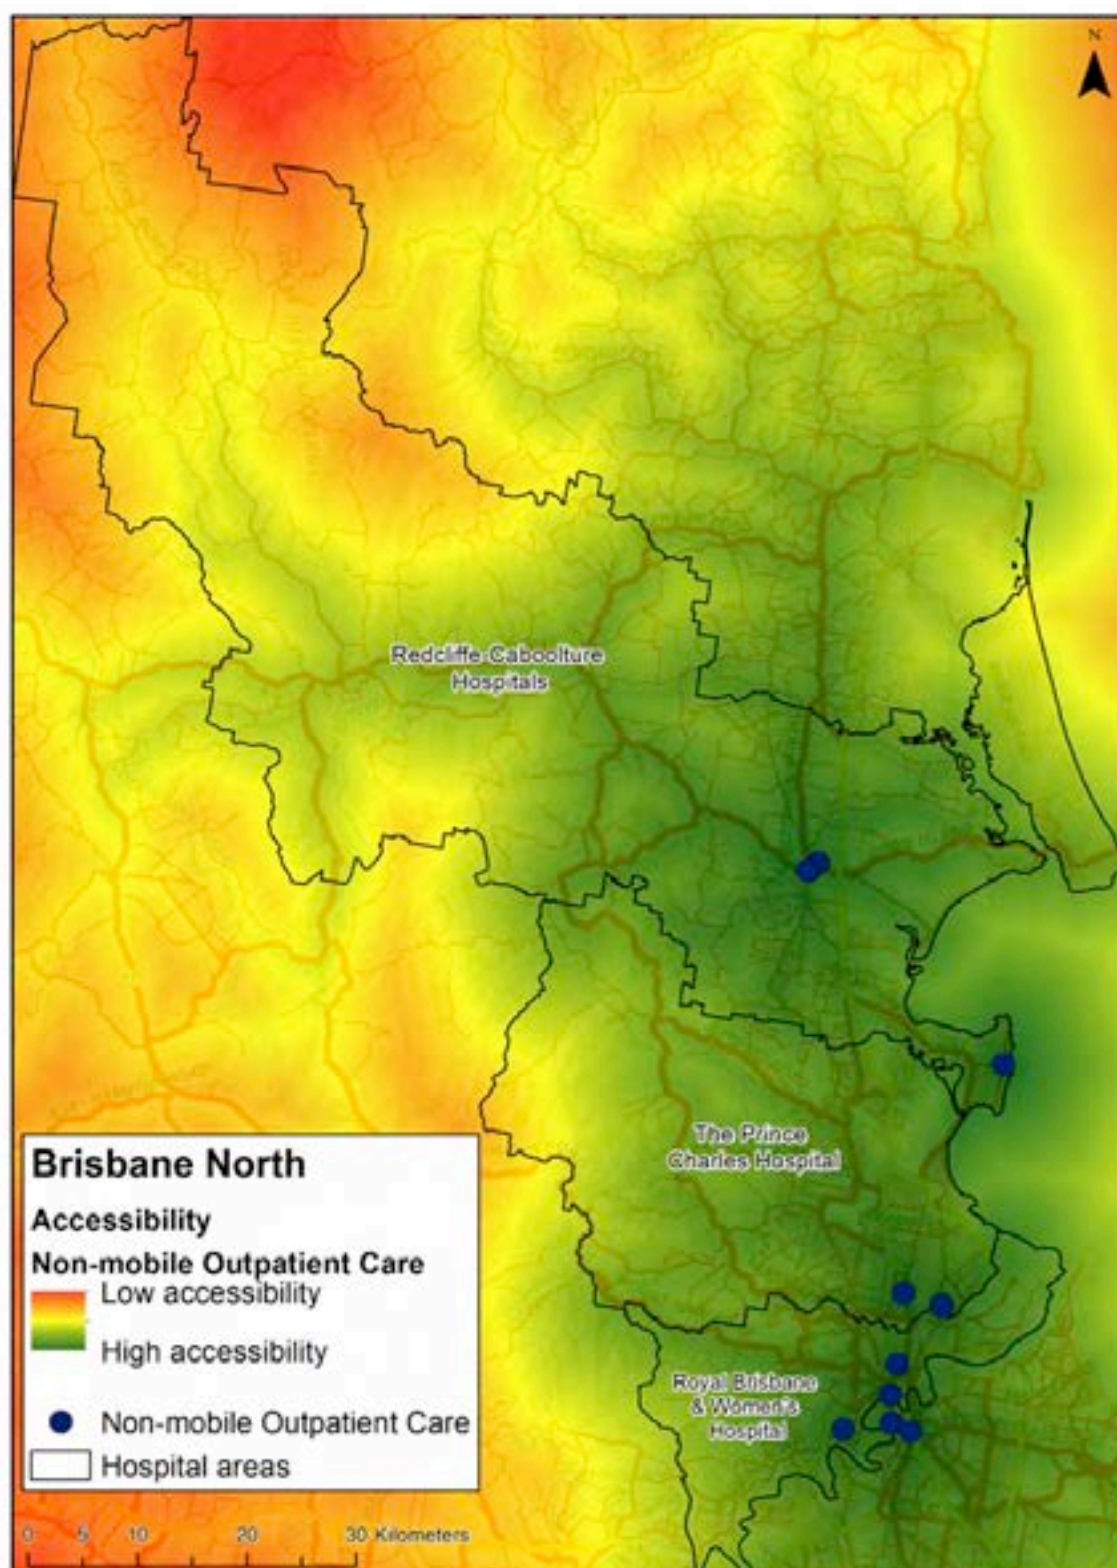 N
Redcliffe-Caboolture
Hospitals
The Prince
Charles Hospital
Royal Brisbane
& Women's
Hospital
Brisbane North
Accessibility
Non-mobile Outpatient Care
Low accessibility
High accessibility
Non-mobile Outpatient Care
Hospital areas
0 5 10 20 30 Kilometers